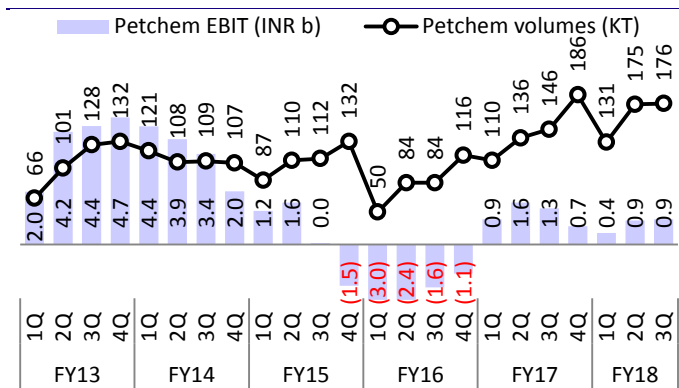 Petchem EBIT (INR b) Petchem volumes (KT)
66 101 128 132 121 108 109 107 87 110 112 132 50 84 84 116 110 136 146 186 131 175 176
2.0 4.2 4.4 4.7 4.4 3.9 3.4 2.0 1.2 1.6 0.0 (1.5) (3.0) (2.4) (1.6) (1.1) 0.9 1.6 1.3 0.7 0.4 0.9 0.9
1Q 2Q 3Q 4Q 1Q 2Q 3Q 4Q 1Q 2Q 3Q 4Q 1Q 2Q 3Q 4Q 1Q 2Q 3Q 4Q 1Q 2Q 3Q
FY13 FY14 FY15 FY16 FY17 FY18